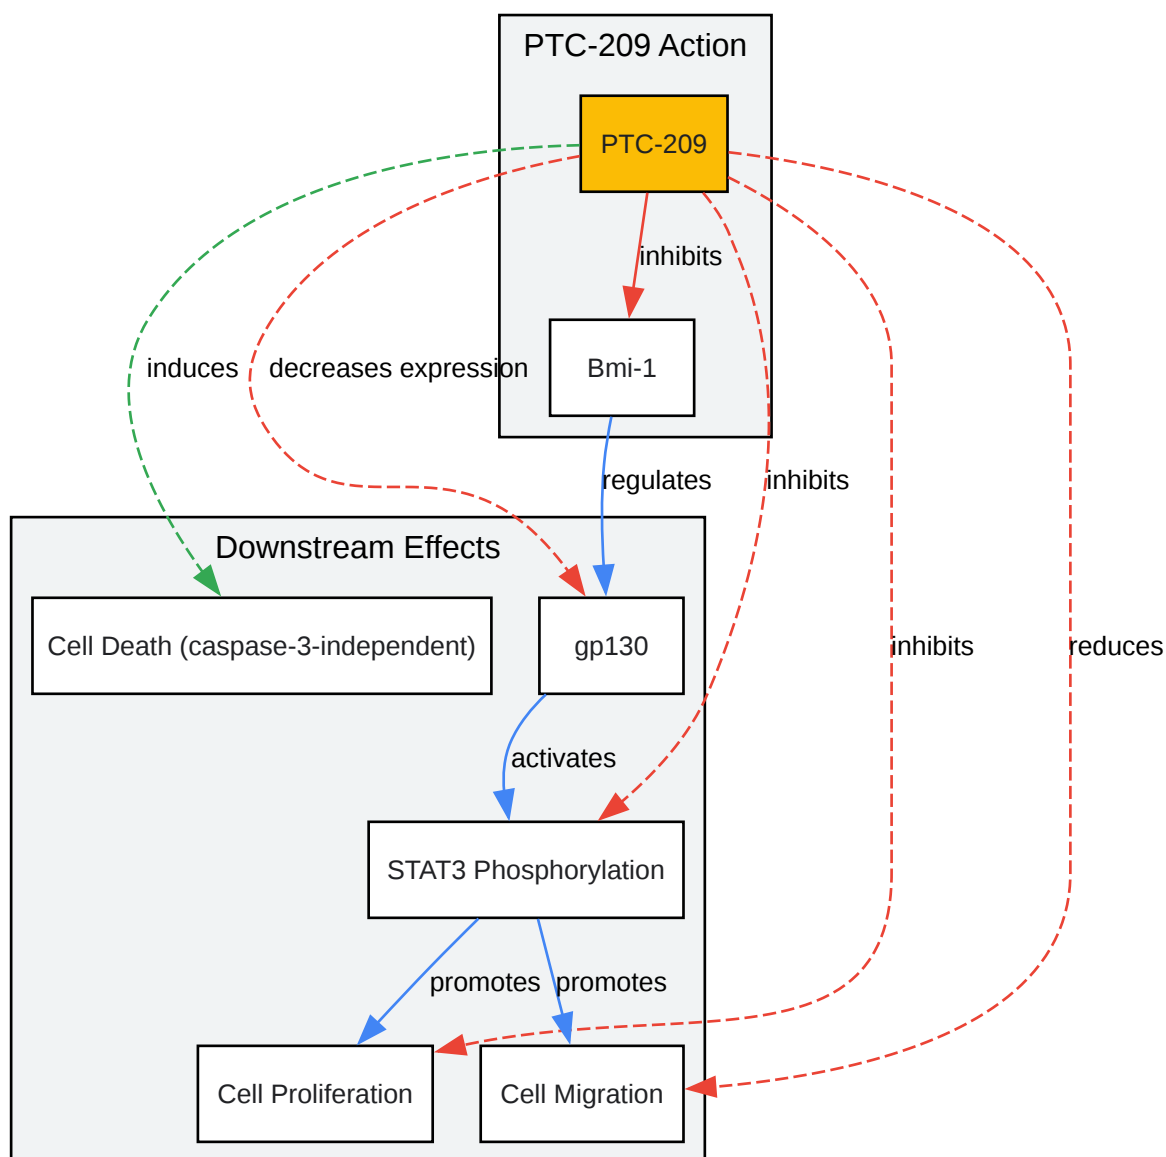 PTC-209 Action
PTC-209
inhibits
induces
decreases expression
Bmi-1
regulates
inhibits
Downstream Effects
Cell Death (caspase-3-independent)
gp130
inhibits
reduces
activates
STAT3 Phosphorylation
promotes
promotes
Cell Proliferation
Cell Migration